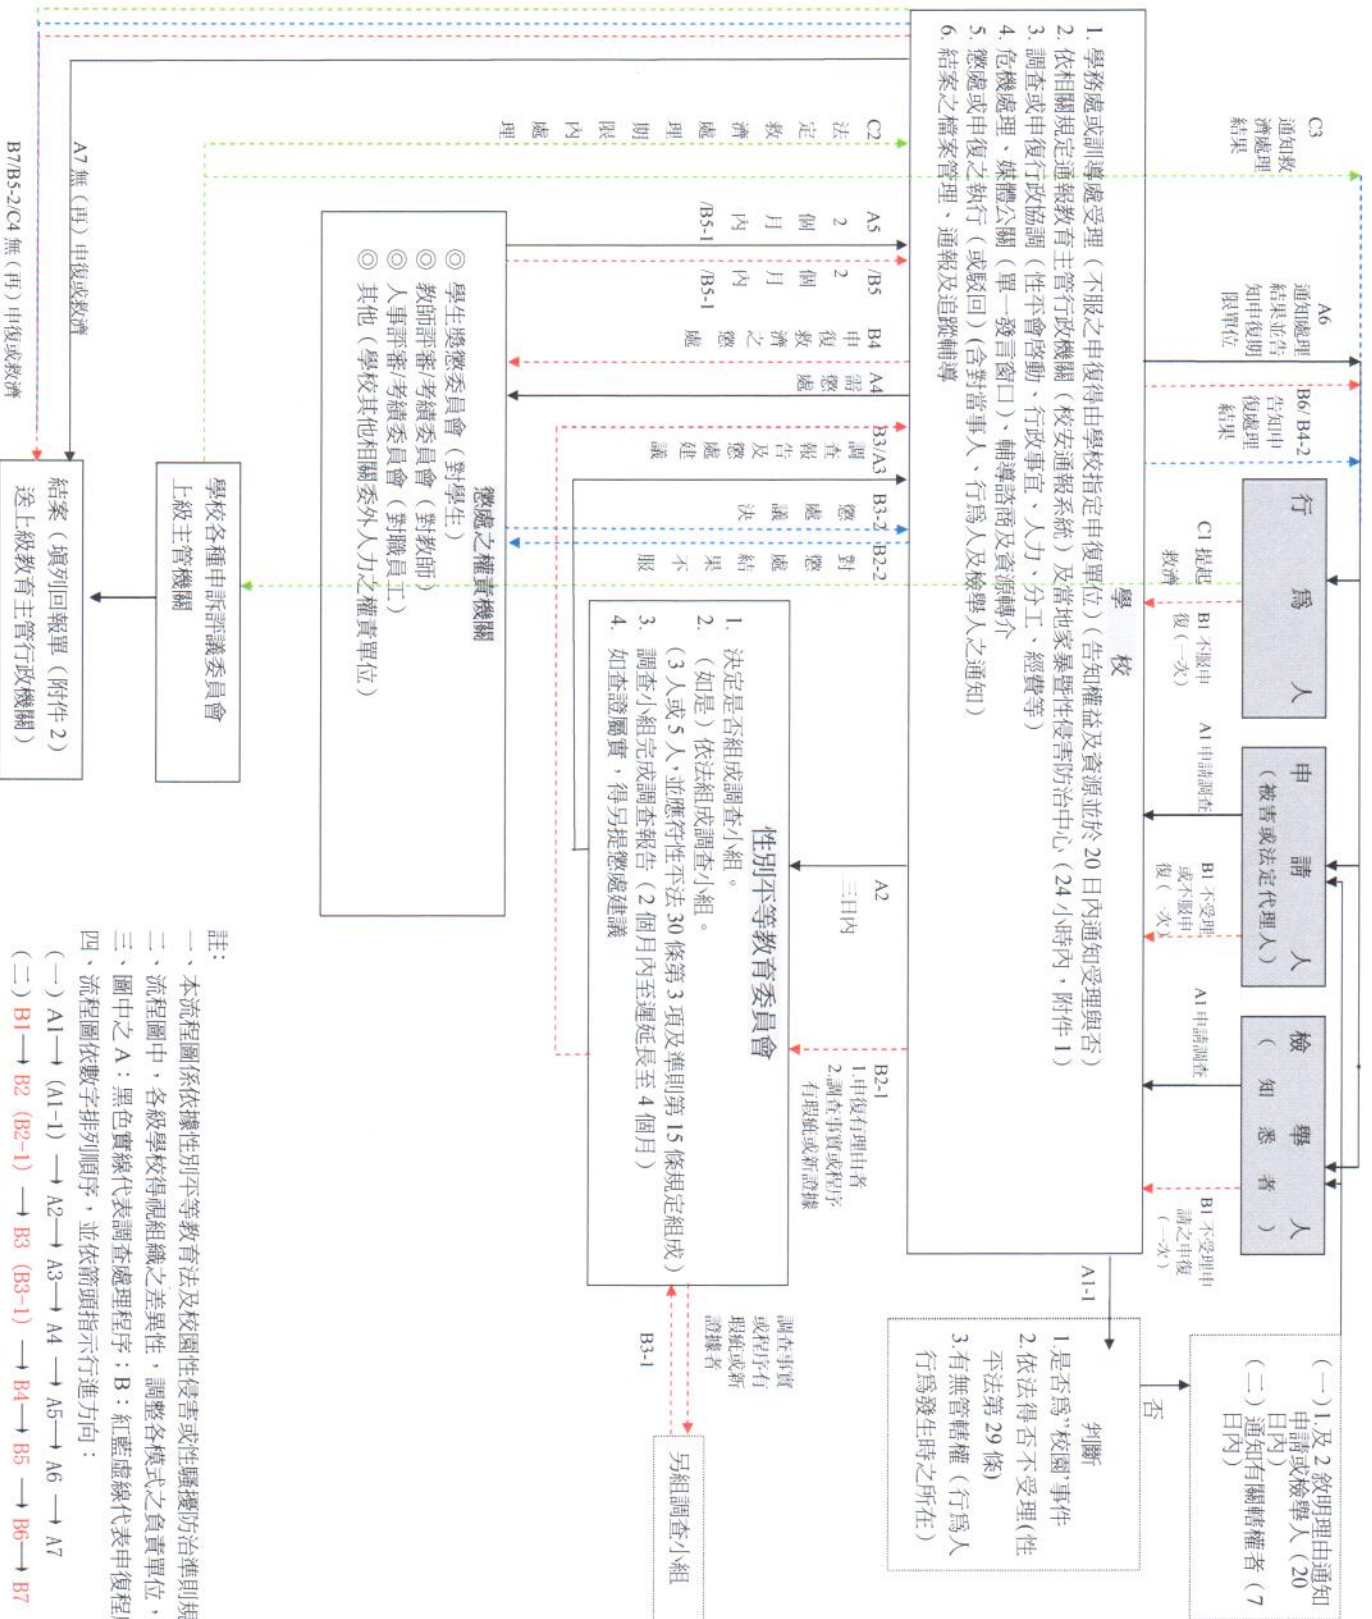 行 為 人
申 請 人
（被害或法定代理人）
檢 舉 人
（ 知 悉 者 ）
（一）1.及 2 敘明理由通知
申請或檢舉人（20
日內）
（二）通知有關轄權者（7
日內）
否
A1-1
判斷
1.是否為”校園’事件
2.依法得否不受理(性
平法第 29 條)
3.有無管轄權（行為人
行為發生時之所在）
C3
通知救
濟處理
結果
A6
通知處理
結果並告
知申復期
限單位
B6/ B4-2
告知申
復處理
結果
C1 提起
救濟
B1 不服申
復(一次)
A1 申請調查
B1 不受理
或不服申
復(一次)
A1 申請調查
B1 不受理申
請之申復
(一次)
學 校
1. 學務處或訓導處受理（不服之申復得由學校指定申復單位）(告知權益及資源並於 20 日內通知受理與否）
2. 依相關規定通報教育主管行政機關（校安通報系統）及當地家暴暨性侵害防治中心（24 小時內，附件 1）
3. 調查或申復行政協調（性平會啓動、行政事宜、人力、分工、經費等）
4. 危機處理、媒體公關（單一發言窗口）、輔導諮商及資源轉介
5. 懲處或申復之執行（或駁回）(含對當事人、行為人及檢舉人之通知）
6. 結案之檔案管理、通報及追蹤輔導
C2
法定救濟處理期限內處理
A5
2個月內
/B5-1
/B5
2個月內
/B5-1
B4
申復救濟之懲處
A4
需懲處
B3/A3
調查報告及懲處建議
B3-2
懲處議決
B2-2
對懲處結果不服
A2
三日內
B2-1
1.申復有理由者
2.調查事實或程序
有瑕疵或新證據
性別平等教育委員會
1. 決定是否組成調查小組。
2. （如是）依法組成調查小組。
（3 人或 5 人，並應符性平法 30 條第 3 項及準則第 15 條規定組成）
3. 調查小組完成調查報告（2 個月內至遲延長至 4 個月）
4. 如查證屬實，得另提懲處建議
調查事實
或程序有
瑕疵或新
證據者
B3-1
另組調查小組
懲處之權責機關
◎ 學生獎懲委員會（對學生）
◎ 教師評審/考績委員會（對教師）
◎ 人事評審/考績委員會（對職員工）
◎ 其他（學校其他相關委外人力之權責單位）
學校各種申訴評議委員會
上級主管機關
A7 無（再）申復或救濟
B7/B5-2/C4 無（再）申復或救濟
結案（填列回報單（附件 2）
送上級教育主管行政機關）
註：
一、本流程圖係依據性別平等教育法及校園性侵害或性騷擾防治準則規
二、流程圖中，各級學校得視組織之差異性，調整各模式之負責單位，
三、圖中之 A：黑色實線代表調查處理程序；B：紅藍虛線代表申復程
四、流程圖依數字排列順序，並依箭頭指示行進方向：
(一) A1→ (A1-1) → A2→ A3→ A4 → A5→ A6 → A7
(二) B1→ B2 (B2-1) → B3 (B3-1) → B4→ B5 → B6→ B7